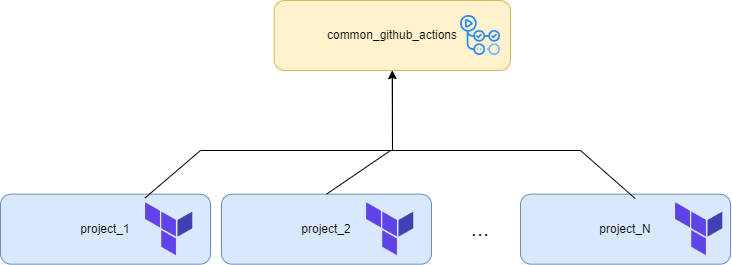 common_github_actions
project_1
project_2
...
project_N